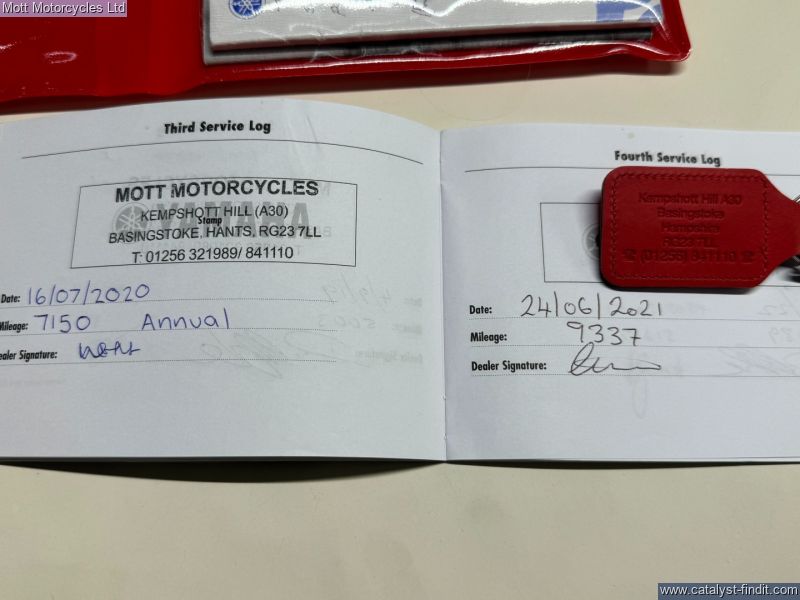 Mott Motorcycles Ltd
Third Service Log
MOTT MOTORCYCLES
KEMPSHOTT HILL (A30)
Stamp
BASINGSTOKE, HANTS, RG23 7LL
T: 01256 321989/ 841110
Date: 16/07/2020
Mileage: 7150 Annual
Dealer Signature:
Fourth Service Log
Kempshott Hill A30
Basingstoke
Hampshire
RG23 7LL
Date: 24/06/2021
Mileage: 9337
Dealer Signature:
www.catalyst-findit.com